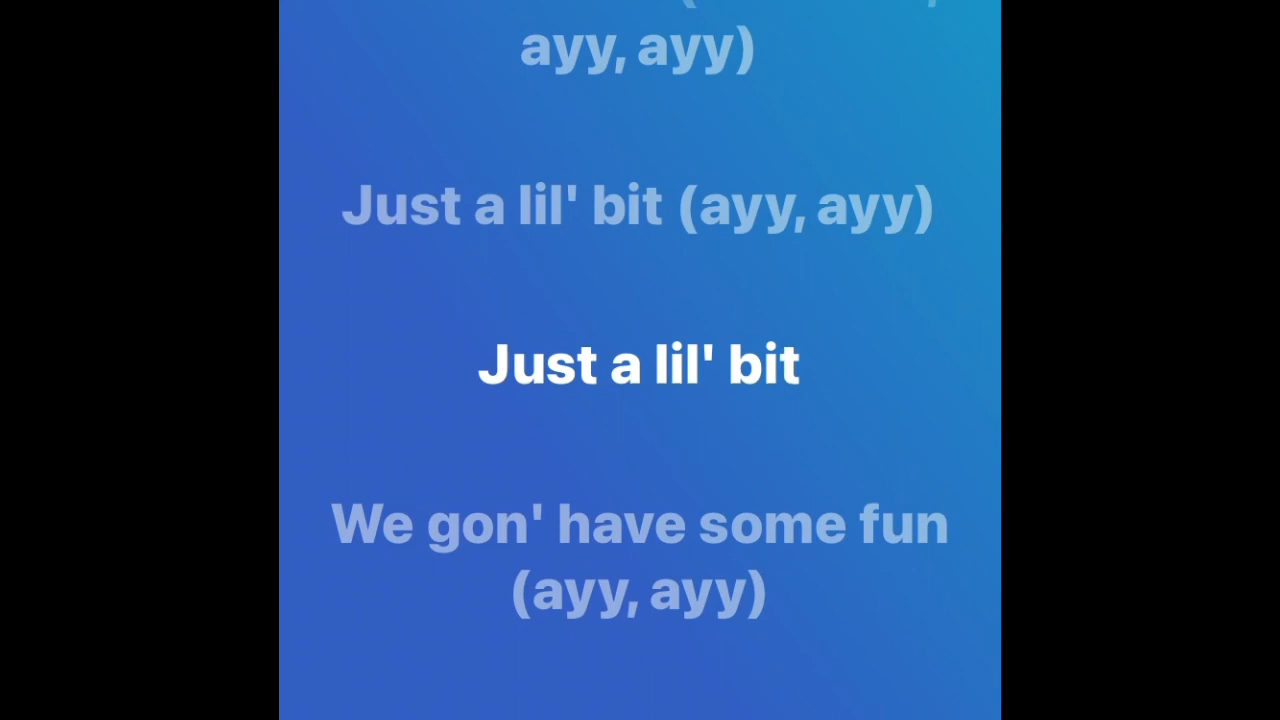 ayy, ayy)
Just a lil' bit (ayy, ayy)
Just a lil' bit
We gon' have some fun
(ayy, ayy)